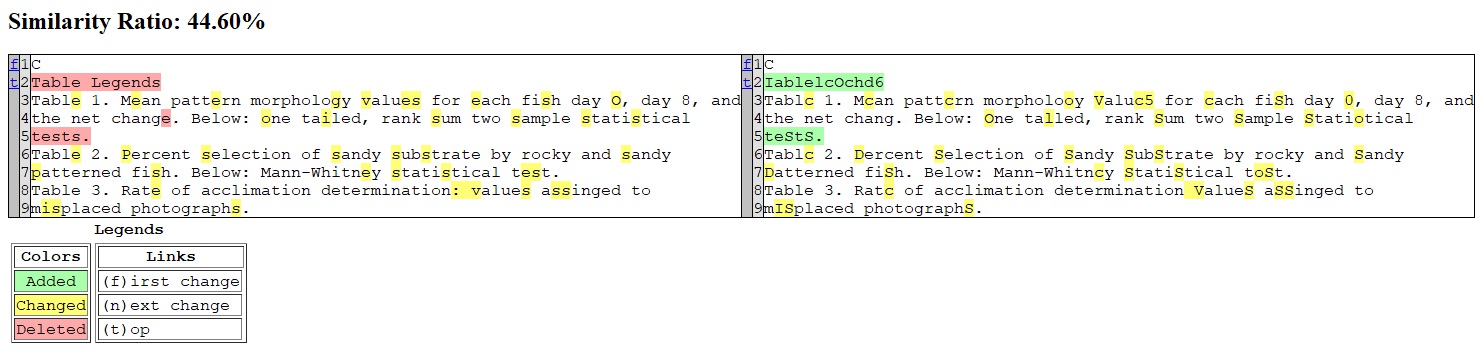 Similarity Ratio: 44.60%
f 1 C
t 2 Table Legends
3 Table 1. Mean pattern morphology values for each fish day O, day 8, and
4 the net change. Below: one tailed, rank sum two sample statistical
5 tests.
6 Table 2. Percent selection of sandy substrate by rocky and sandy
7 patterned fish. Below: Mann-Whitney statistical test.
8 Table 3. Rate of acclimation determination: values assinged to
9 misplaced photographs.
f 1 C
t 2 IablelcOchd6
3 Tablc 1. Mcan pattcrn morpholooy Valuc5 for cach fiSh day 0, day 8, and
4 the net chang. Below: One talled, rank Sum two Sample Statiotical
5 teStS.
6 Tablc 2. Dercent Selection of Sandy SubStrate by rocky and Sandy
7 Datterned fiSh. Below: Mann-Whitncy StatiStical toSt.
8 Table 3. Ratc of acclimation determination ValueS aSSinged to
9 mISplaced photographS.
Legends
Colors
Added
Changed
Deleted
Links
(f)irst change
(n)ext change
(t)op